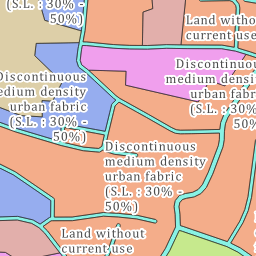 (S.L. : 30% -
50%)
Land without
current use
Discontinuous
medium density
urban fabric
(S.L. : 30% -
50%)
Discontinuous
medium density
urban fabric
(S.L. : 30% -
50%)
Discontinuous
medium density
urban fabric
(S.L. : 30% -
50%)
Land without
current use